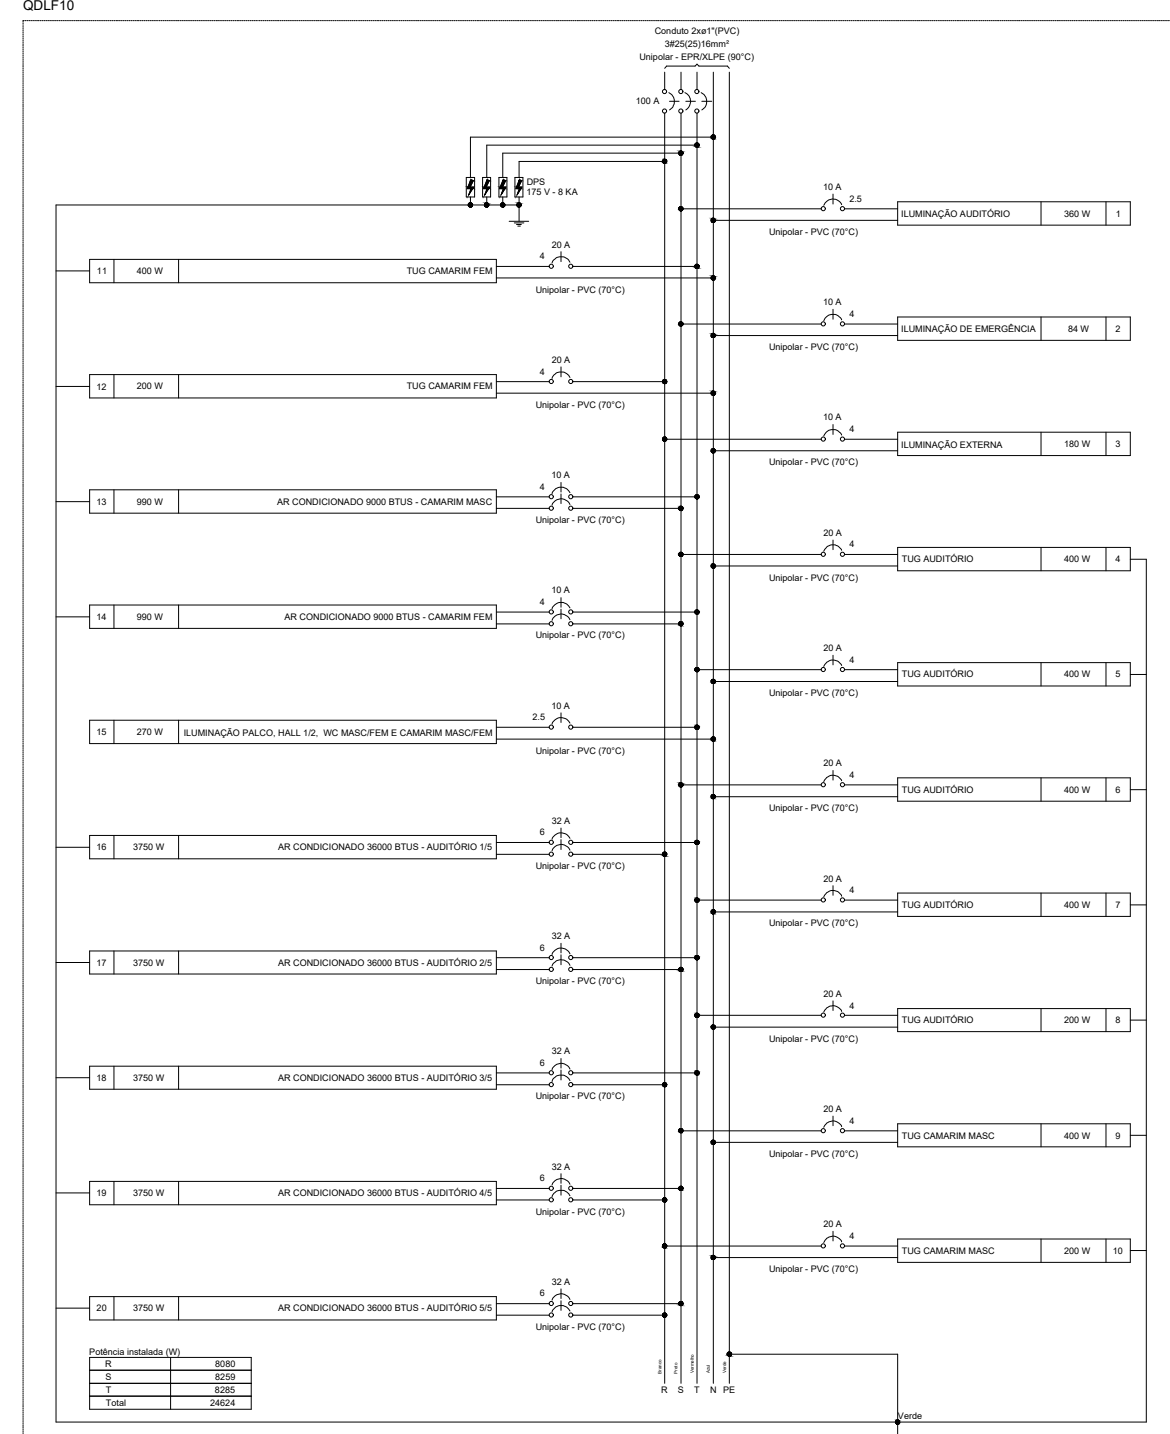 QDLF10
Conduto 2xø1"(PVC)
3#25(25)16mm²
Unipolar - EPR/XLPE (90°C)
100 A
DPS
175 V - 8 KA
10 A
2.5
ILUMINAÇÃO AUDITÓRIO 360 W 1
Unipolar - PVC (70°C)
20 A
4
11 400 W TUG CAMARIM FEM
Unipolar - PVC (70°C)
10 A
4
ILUMINAÇÃO DE EMERGÊNCIA 84 W 2
Unipolar - PVC (70°C)
20 A
4
12 200 W TUG CAMARIM FEM
Unipolar - PVC (70°C)
10 A
4
ILUMINAÇÃO EXTERNA 180 W 3
Unipolar - PVC (70°C)
10 A
4
13 990 W AR CONDICIONADO 9000 BTUS - CAMARIM MASC
Unipolar - PVC (70°C)
20 A
4
TUG AUDITÓRIO 400 W 4
Unipolar - PVC (70°C)
10 A
4
14 990 W AR CONDICIONADO 9000 BTUS - CAMARIM FEM
Unipolar - PVC (70°C)
20 A
4
TUG AUDITÓRIO 400 W 5
Unipolar - PVC (70°C)
10 A
2.5
15 270 W ILUMINAÇÃO PALCO, HALL 1/2, WC MASC/FEM E CAMARIM MASC/FEM
Unipolar - PVC (70°C)
20 A
4
TUG AUDITÓRIO 400 W 6
Unipolar - PVC (70°C)
32 A
6
16 3750 W AR CONDICIONADO 36000 BTUS - AUDITÓRIO 1/5
Unipolar - PVC (70°C)
20 A
4
TUG AUDITÓRIO 400 W 7
Unipolar - PVC (70°C)
32 A
6
17 3750 W AR CONDICIONADO 36000 BTUS - AUDITÓRIO 2/5
Unipolar - PVC (70°C)
20 A
4
TUG AUDITÓRIO 200 W 8
Unipolar - PVC (70°C)
32 A
6
18 3750 W AR CONDICIONADO 36000 BTUS - AUDITÓRIO 3/5
Unipolar - PVC (70°C)
20 A
4
TUG CAMARIM MASC 400 W 9
Unipolar - PVC (70°C)
32 A
6
19 3750 W AR CONDICIONADO 36000 BTUS - AUDITÓRIO 4/5
Unipolar - PVC (70°C)
20 A
4
TUG CAMARIM MASC 200 W 10
Unipolar - PVC (70°C)
32 A
6
20 3750 W AR CONDICIONADO 36000 BTUS - AUDITÓRIO 5/5
Unipolar - PVC (70°C)
Potência instalada (W)
R 8080
S 8259
T 8285
Total 24624
Branco
Preto
Vermelho
Azul
Verde
R S T N PE
Verde